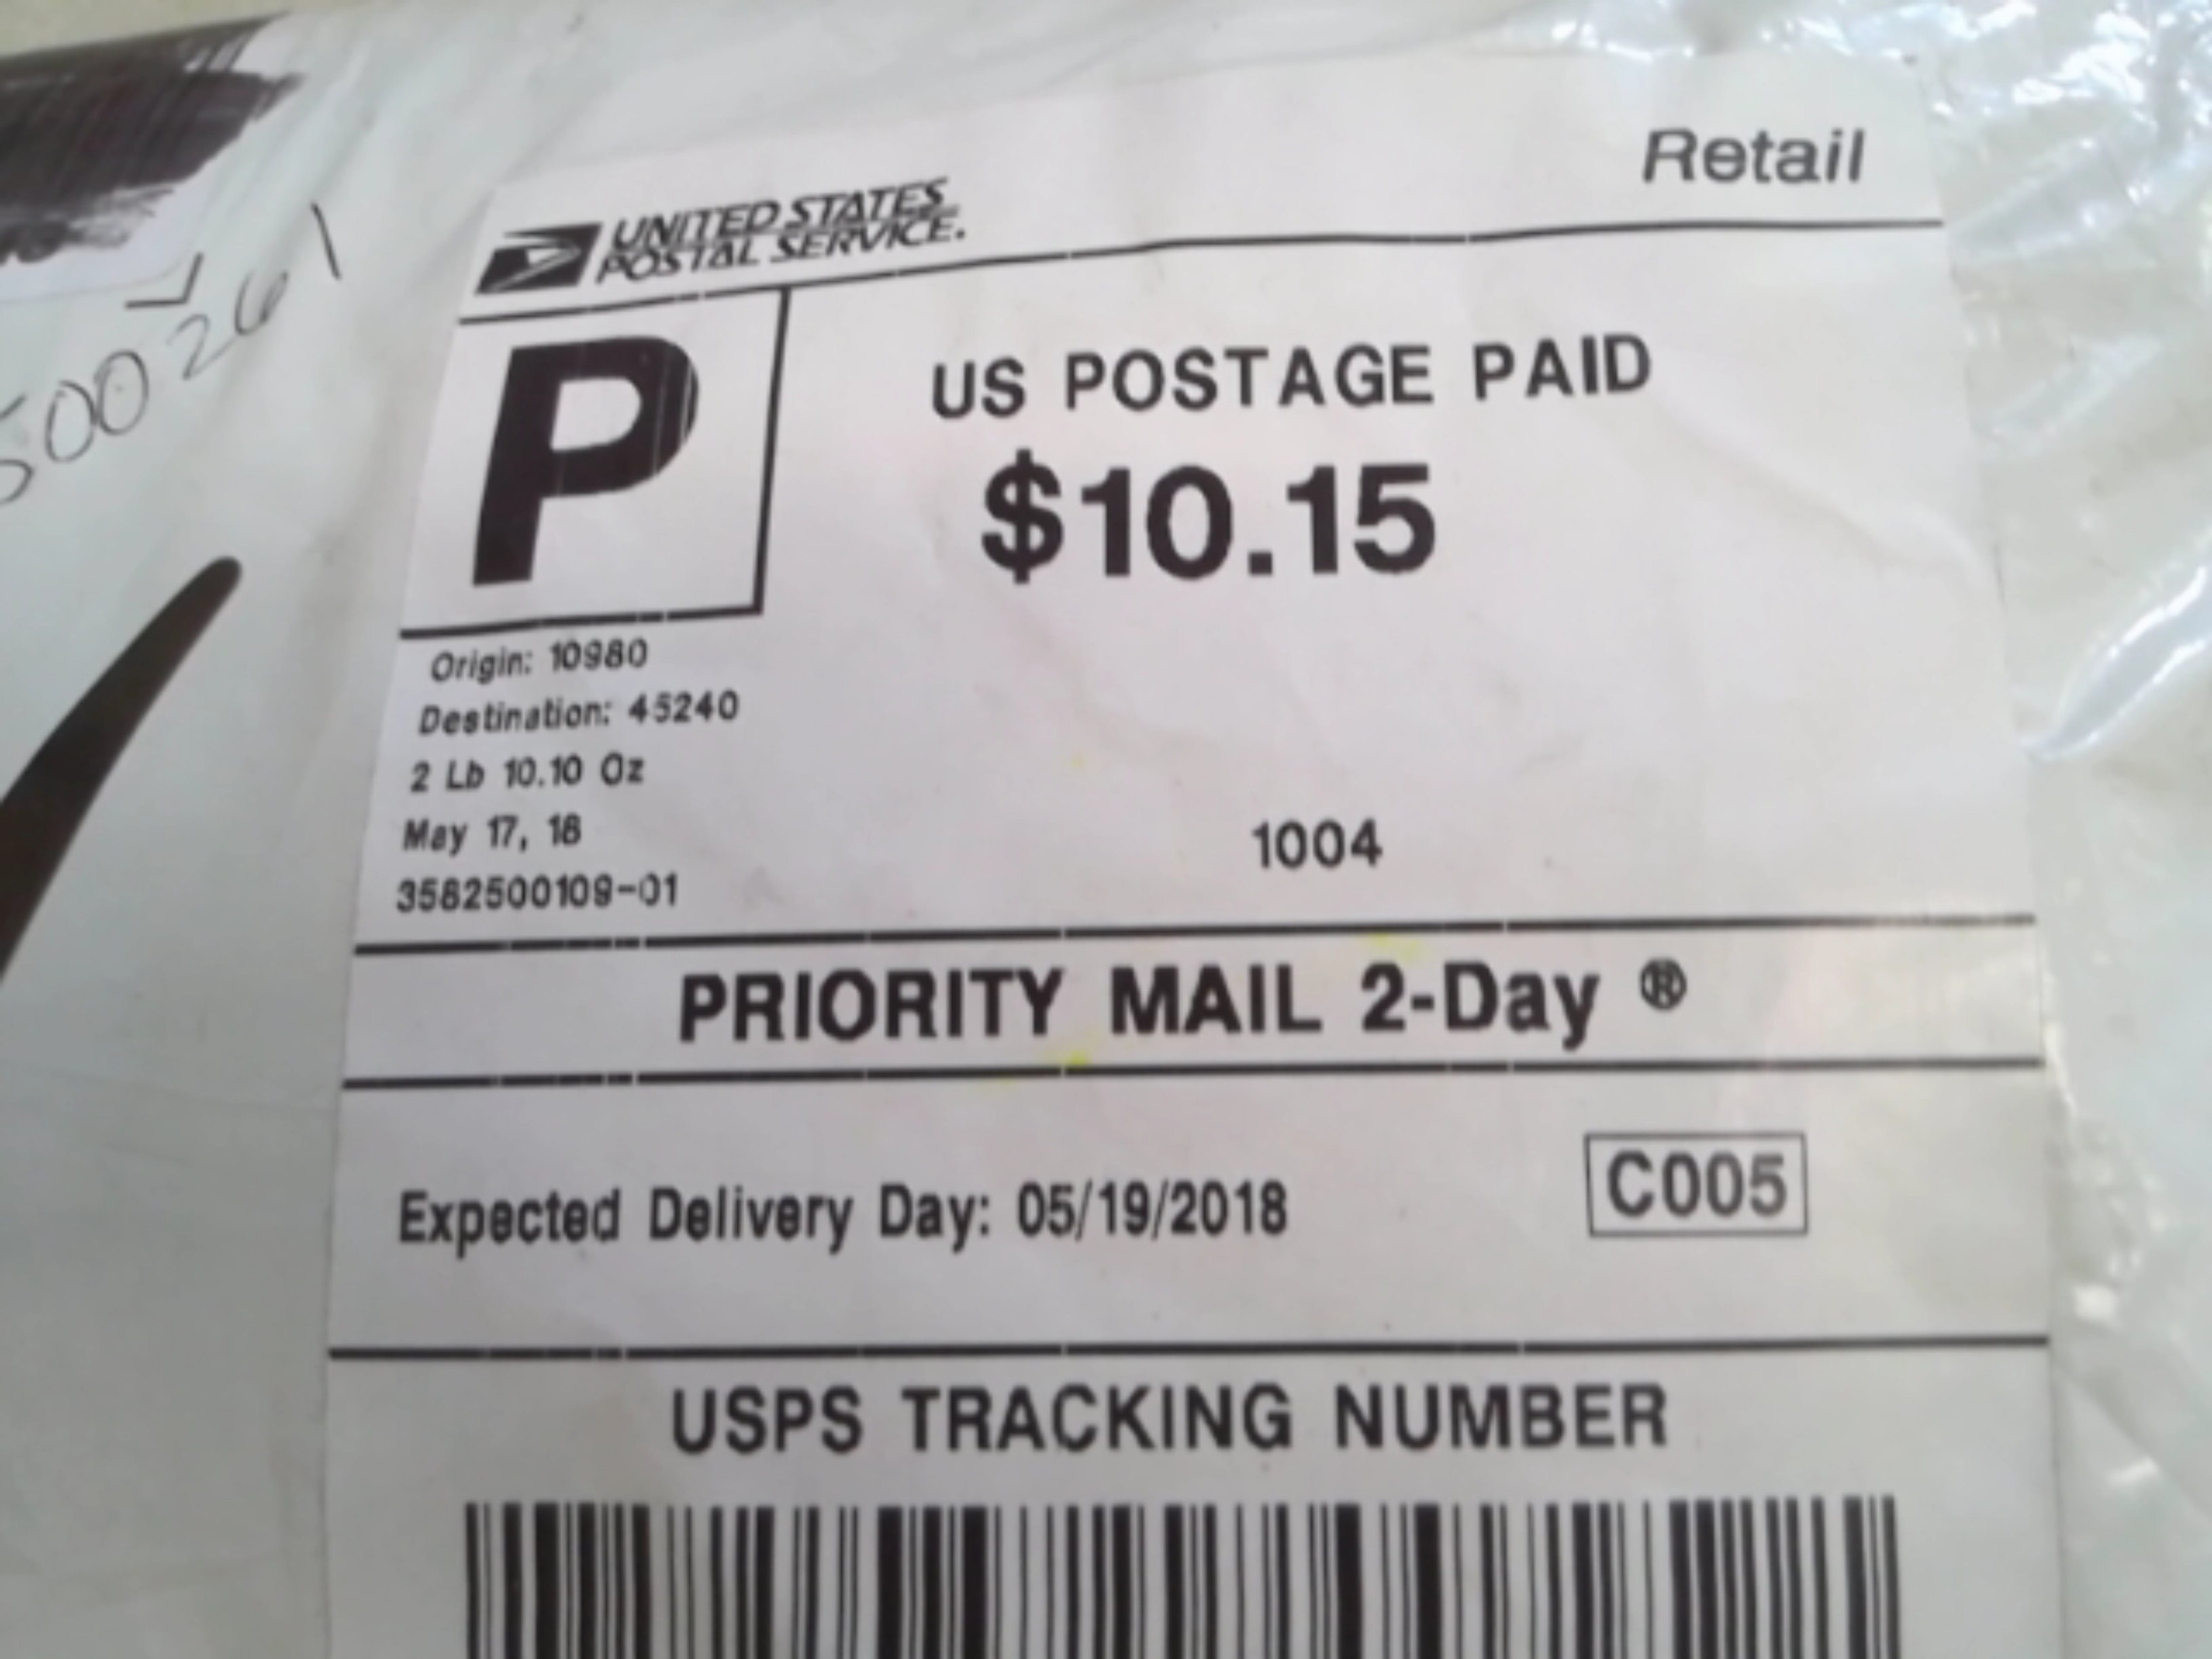 Retail
UNITED STATES
POSTAL SERVICE.
P
US POSTAGE PAID
$10.15
Origin: 10980
Destination: 45240
2 Lb 10.10 Oz
May 17, 18
3582500109-01
1004
PRIORITY MAIL 2-Day ®
Expected Delivery Day: 05/19/2018
C005
USPS TRACKING NUMBER
500261